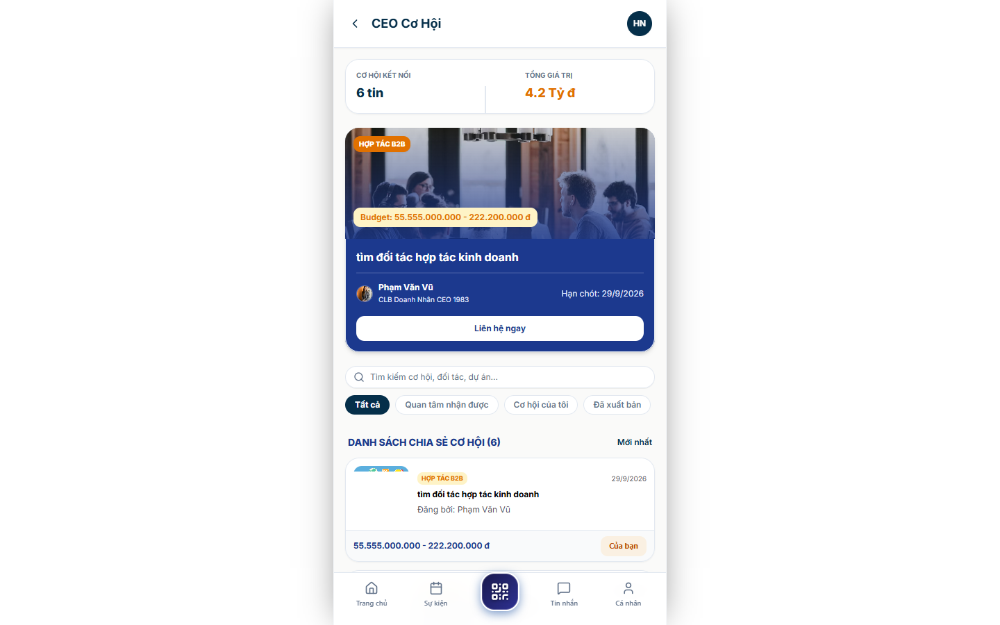 CEO Cơ Hội
HN
CƠ HỘI KẾT NỐI
6 tin
TỔNG GIÁ TRỊ
4.2 Tỷ đ
HỢP TÁC B2B
Budget: 55.555.000.000 - 222.200.000 đ
tìm đối tác hợp tác kinh doanh
Phạm Văn Vũ
CLB Doanh Nhân CEO 1983
Hạn chót: 29/9/2026
Liên hệ ngay
Tìm kiếm cơ hội, đối tác, dự án...
Tất cả
Quan tâm nhận được
Cơ hội của tôi
Đã xuất bản
DANH SÁCH CHIA SẺ CƠ HỘI (6)
Mới nhất
HỢP TÁC B2B
29/9/2026
tìm đối tác hợp tác kinh doanh
Đăng bởi: Phạm Văn Vũ
55.555.000.000 - 222.200.000 đ
Của bạn
Trang chủ
Sự kiện
Tin nhắn
Cá nhân